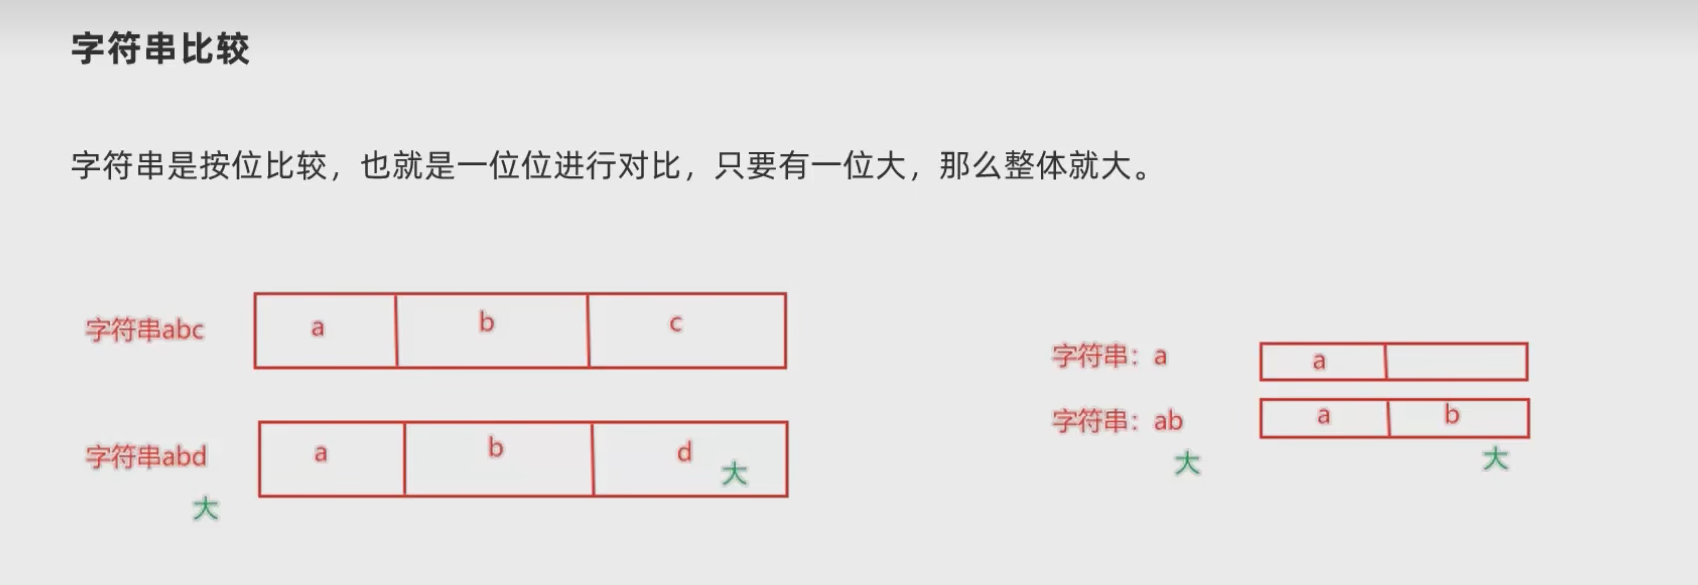 字符串比较
字符串是按位比较，也就是一位位进行对比，只要有一位大，那么整体就大。
字符串abc
a b c
字符串abd
a b d 大
大
字符串：a
a
字符串：ab
a b
大 大